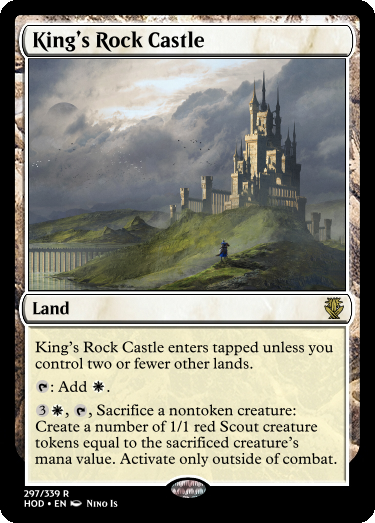 King's Rock Castle
Land
King's Rock Castle enters tapped unless you
control two or fewer other lands.
: Add .
3 , , Sacrifice a nontoken creature:
Create a number of 1/1 red Scout creature
tokens equal to the sacrificed creature's
mana value. Activate only outside of combat.
297/339 R
HOD • EN Nino Is